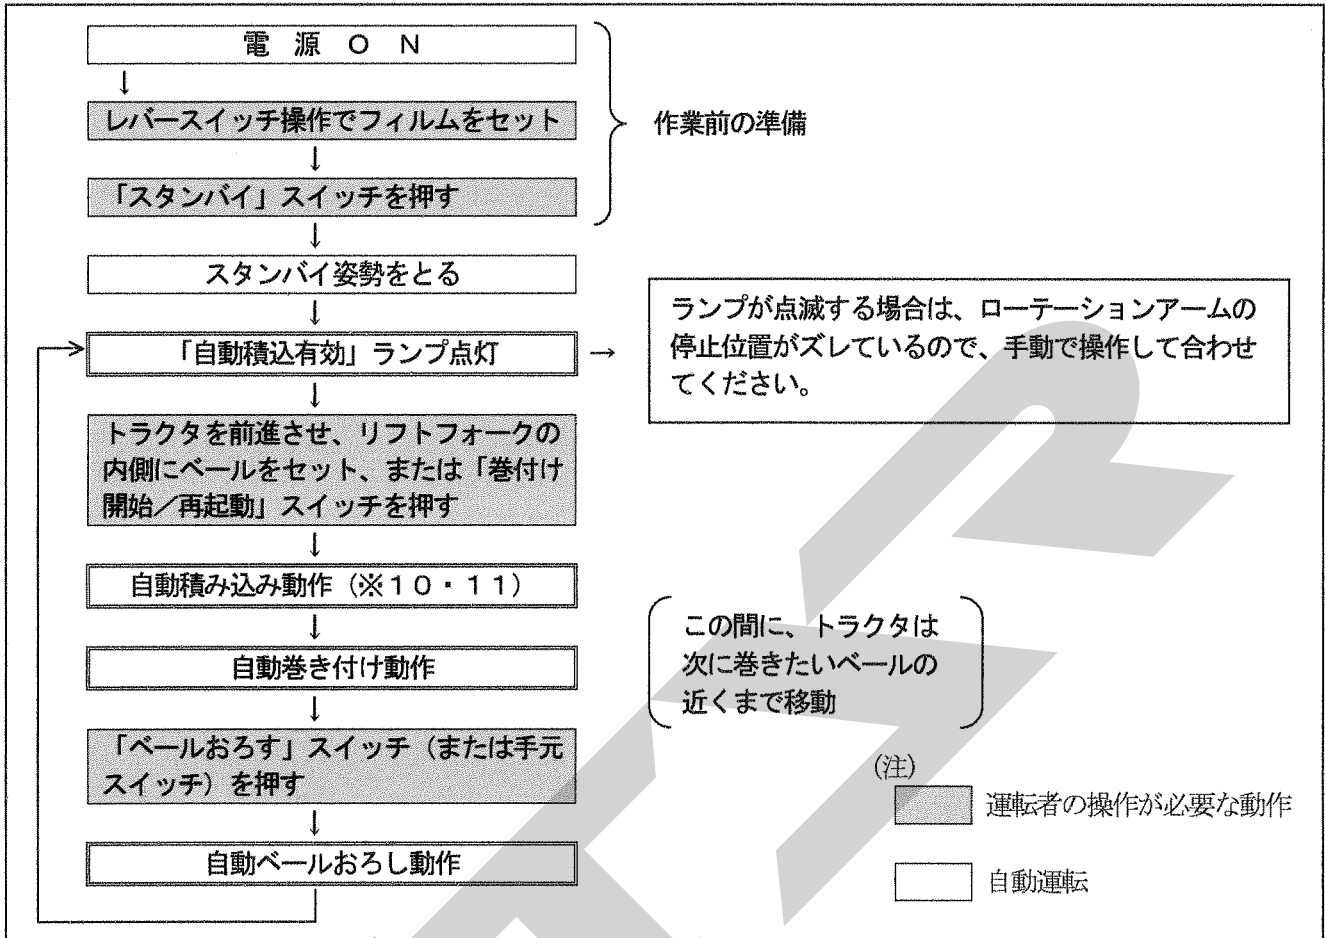 電 源 O N
↓
レバースイッチ操作でフィルムをセット
↓
「スタンバイ」スイッチを押す
作業前の準備
↓
スタンバイ姿勢をとる
↓
「自動積込有効」ランプ点灯
→
ランプが点滅する場合は、ローテーションアームの
停止位置がズレているので、手動で操作して合わせ
てください。
↓
トラクタを前進させ、リフトフォークの
内側にベールをセット、または「巻付け
開始／再起動」スイッチを押す
↓
自動積み込み動作（※１０・１１）
↓
自動巻き付け動作
この間に、トラクタは
次に巻きたいベールの
近くまで移動
↓
「ベールおろす」スイッチ（または手元
スイッチ）を押す
↓
自動ベールおろし動作
(注)
運転者の操作が必要な動作
自動運転